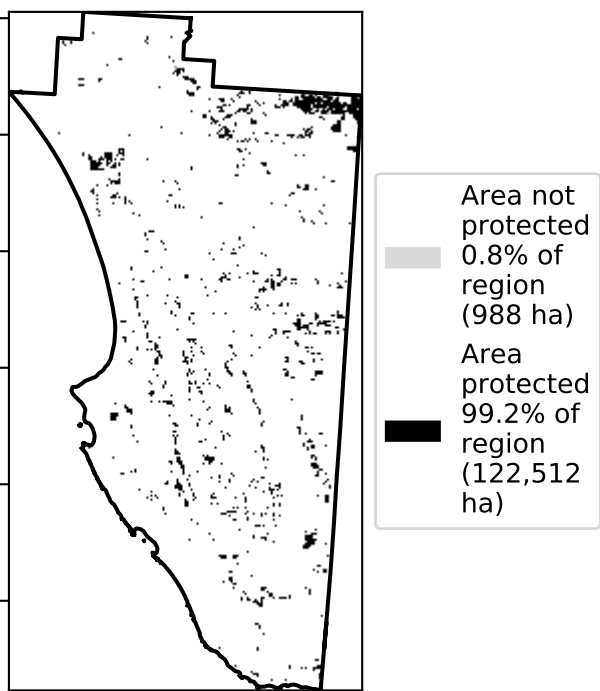 Area not
protected
0.8% of
region
(988 ha)
Area
protected
99.2% of
region
(122,512
ha)